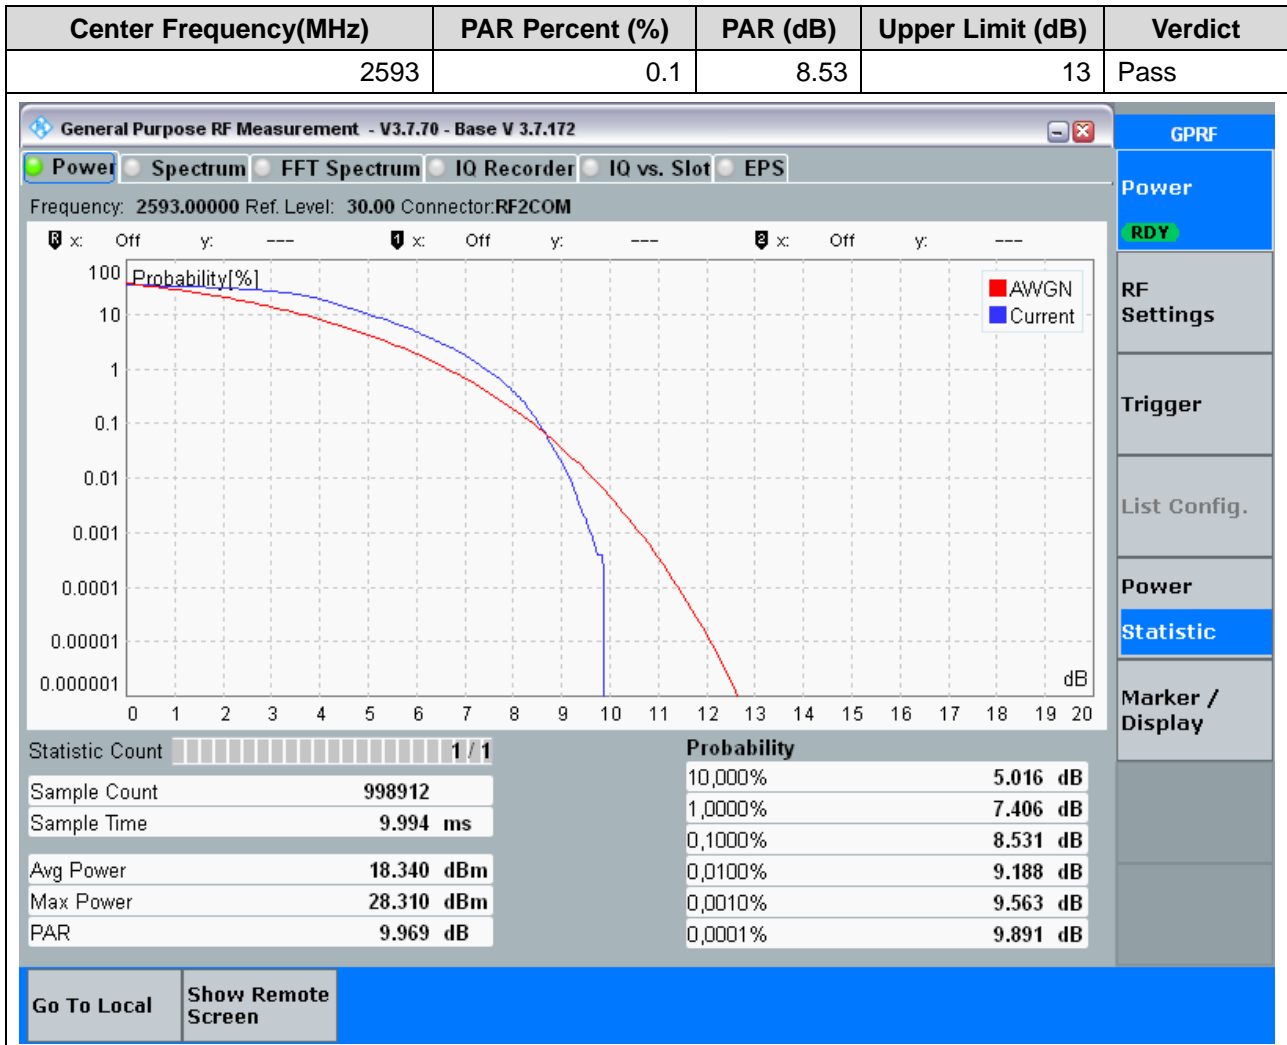 Center Frequency(MHz) PAR Percent (%) PAR (dB) Upper Limit (dB) Verdict
2593 0.1 8.53 13 Pass
General Purpose RF Measurement - V3.7.70 - Base V 3.7.172
GPRF
Power Spectrum FFT Spectrum IQ Recorder IQ vs. Slot EPS
Power
RDY
Frequency: 2593.00000 Ref. Level: 30.00 Connector:RF2COM
R x: Off y: --- 1 x: Off y: --- 2 x: Off y: ---
Probability[%]
AWGN
Current
100
10
1
0.1
0.01
0.001
0.0001
0.00001
0.000001
dB
0 1 2 3 4 5 6 7 8 9 10 11 12 13 14 15 16 17 18 19 20
RF
Settings
Trigger
List Config.
Power
Statistic
Marker /
Display
Statistic Count 1 / 1
Sample Count 998912
Sample Time 9.994 ms
Avg Power 18.340 dBm
Max Power 28.310 dBm
PAR 9.969 dB
Probability
10,000% 5.016 dB
1,0000% 7.406 dB
0,1000% 8.531 dB
0,0100% 9.188 dB
0,0010% 9.563 dB
0,0001% 9.891 dB
Go To Local
Show Remote
Screen